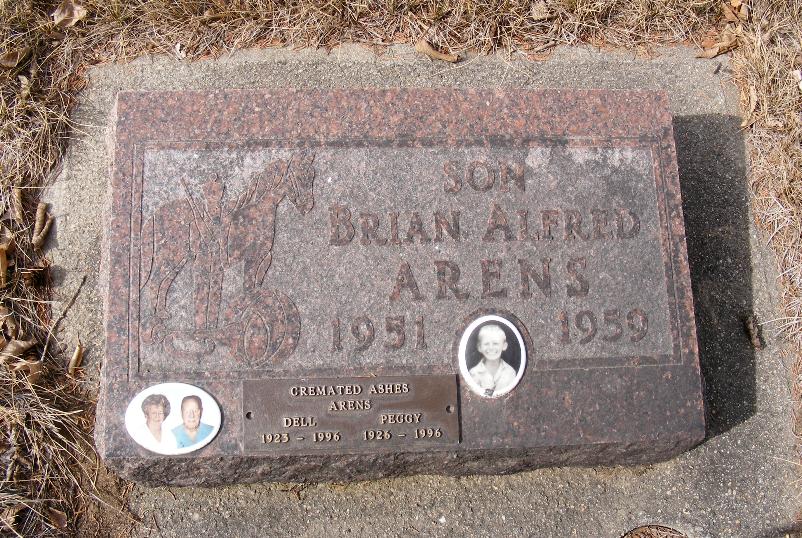 SON
BRIAN ALFRED
ARENS
1951 1959
CREMATED ASHES
ARENS
DELL PEGGY
1923 - 1996 1926 - 1996